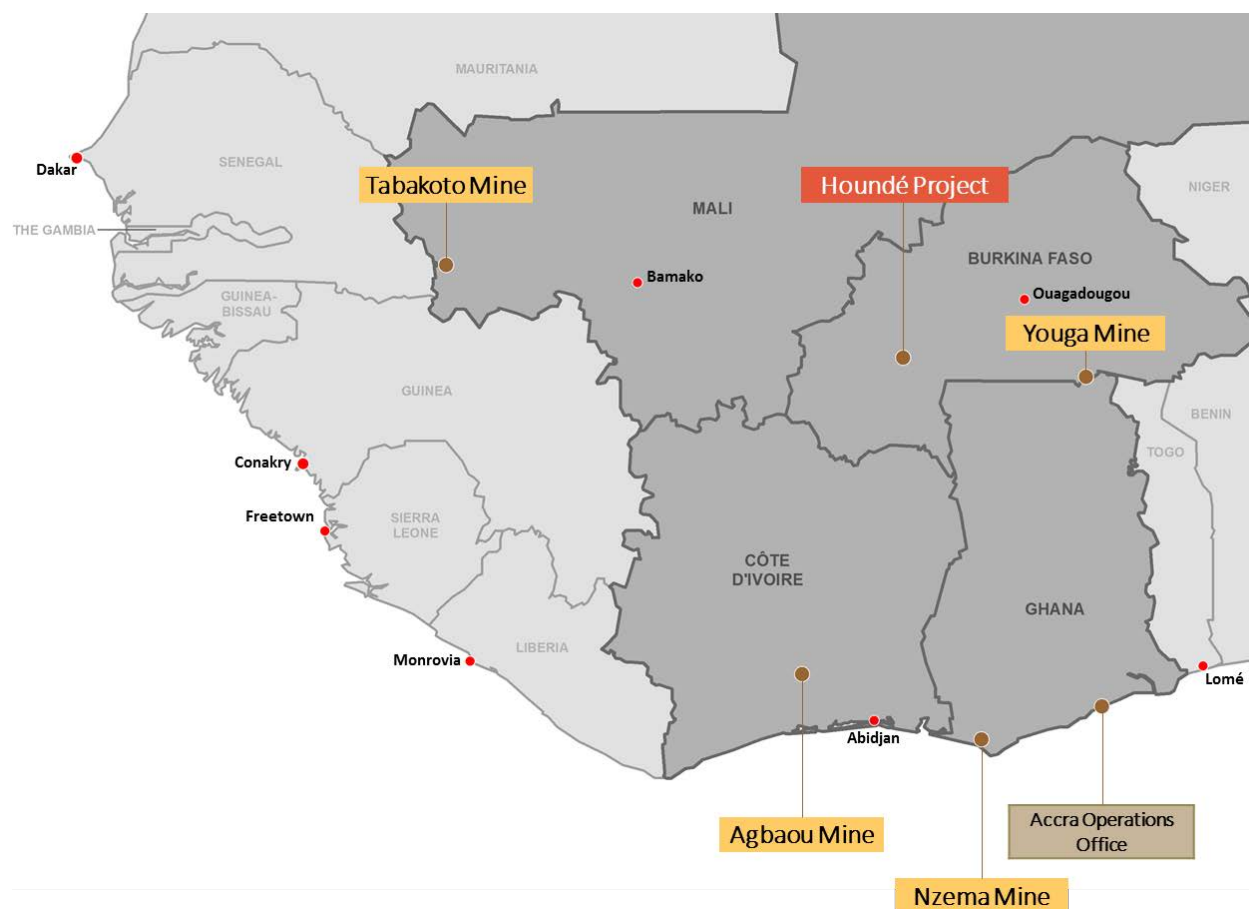 MAURITANIA
Dakar
SENEGAL
Tabakoto Mine
Houndé Project
NIGER
MALI
THE GAMBIA
BURKINA FASO
Bamako
Ouagadougou
GUINEA-
BISSAU
Youga Mine
GUINEA
BENIN
TOGO
Conakry
Freetown
SIERRA
LEONE
CÔTE
D'IVOIRE
GHANA
LIBERIA
Monrovia
Lomé
Abidjan
Agbaou Mine
Accra Operations
Office
Nzema Mine